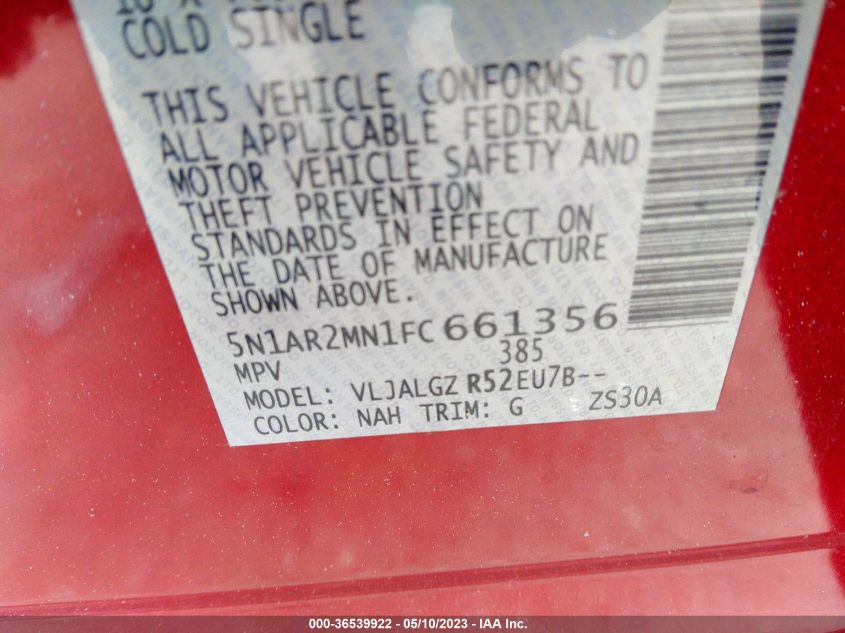 COLD SINGLE
THIS VEHICLE CONFORMS TO
ALL APPLICABLE FEDERAL
MOTOR VEHICLE SAFETY AND
THEFT PREVENTION
STANDARDS IN EFFECT ON
THE DATE OF MANUFACTURE
SHOWN ABOVE.
5N1AR2MN1FC661356
MPV 385
MODEL: VLJALGZ R52EU7B--
COLOR: NAH TRIM: G ZS30A
000-36539922 — 05/10/2023 — IAA Inc.